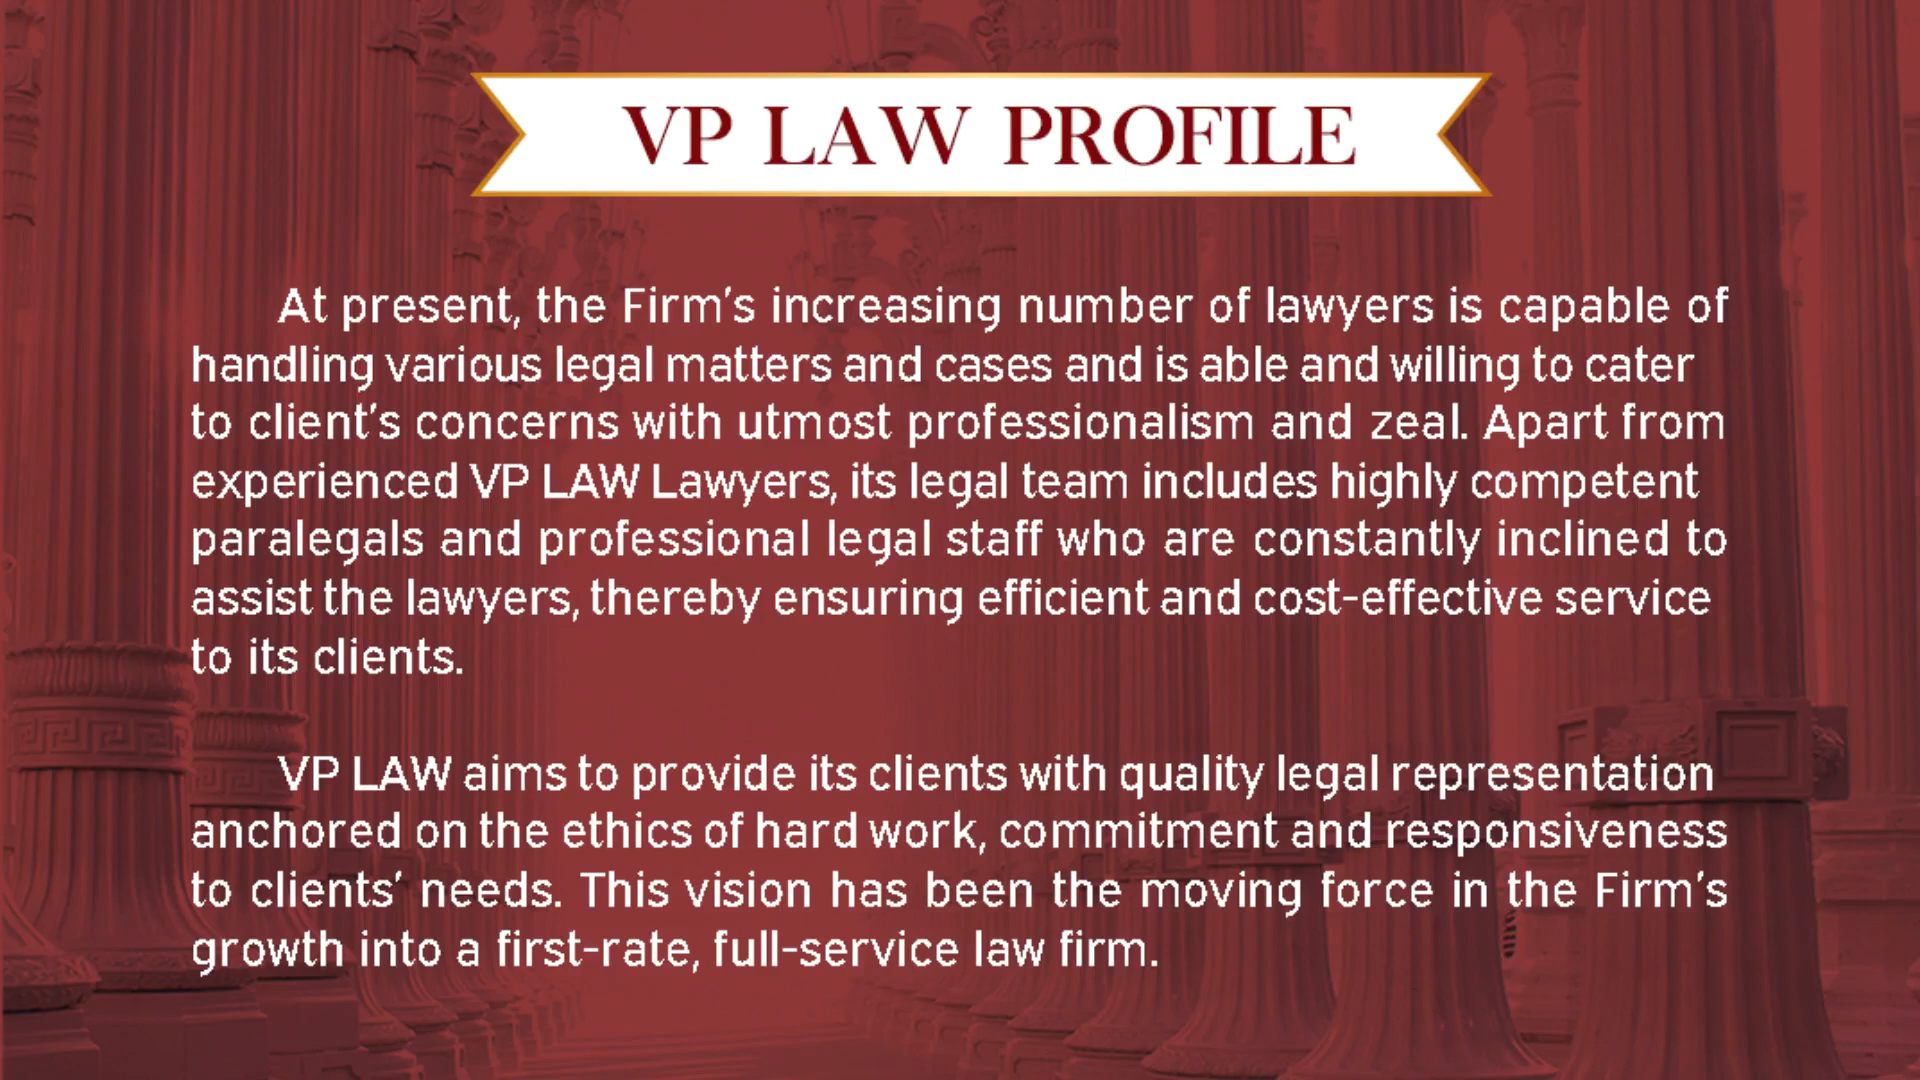 VP LAW PROFILE
At present, the Firm's increasing number of lawyers is capable of
handling various legal matters and cases and is able and willing to cater
to client's concerns with utmost professionalism and zeal. Apart from
experienced VP LAW Lawyers, its legal team includes highly competent
paralegals and professional legal staff who are constantly inclined to
assist the lawyers, thereby ensuring efficient and cost-effective service
to its clients.
VP LAW aims to provide its clients with quality legal representation
anchored on the ethics of hard work, commitment and responsiveness
to clients' needs. This vision has been the moving force in the Firm's
growth into a first-rate, full-service law firm.